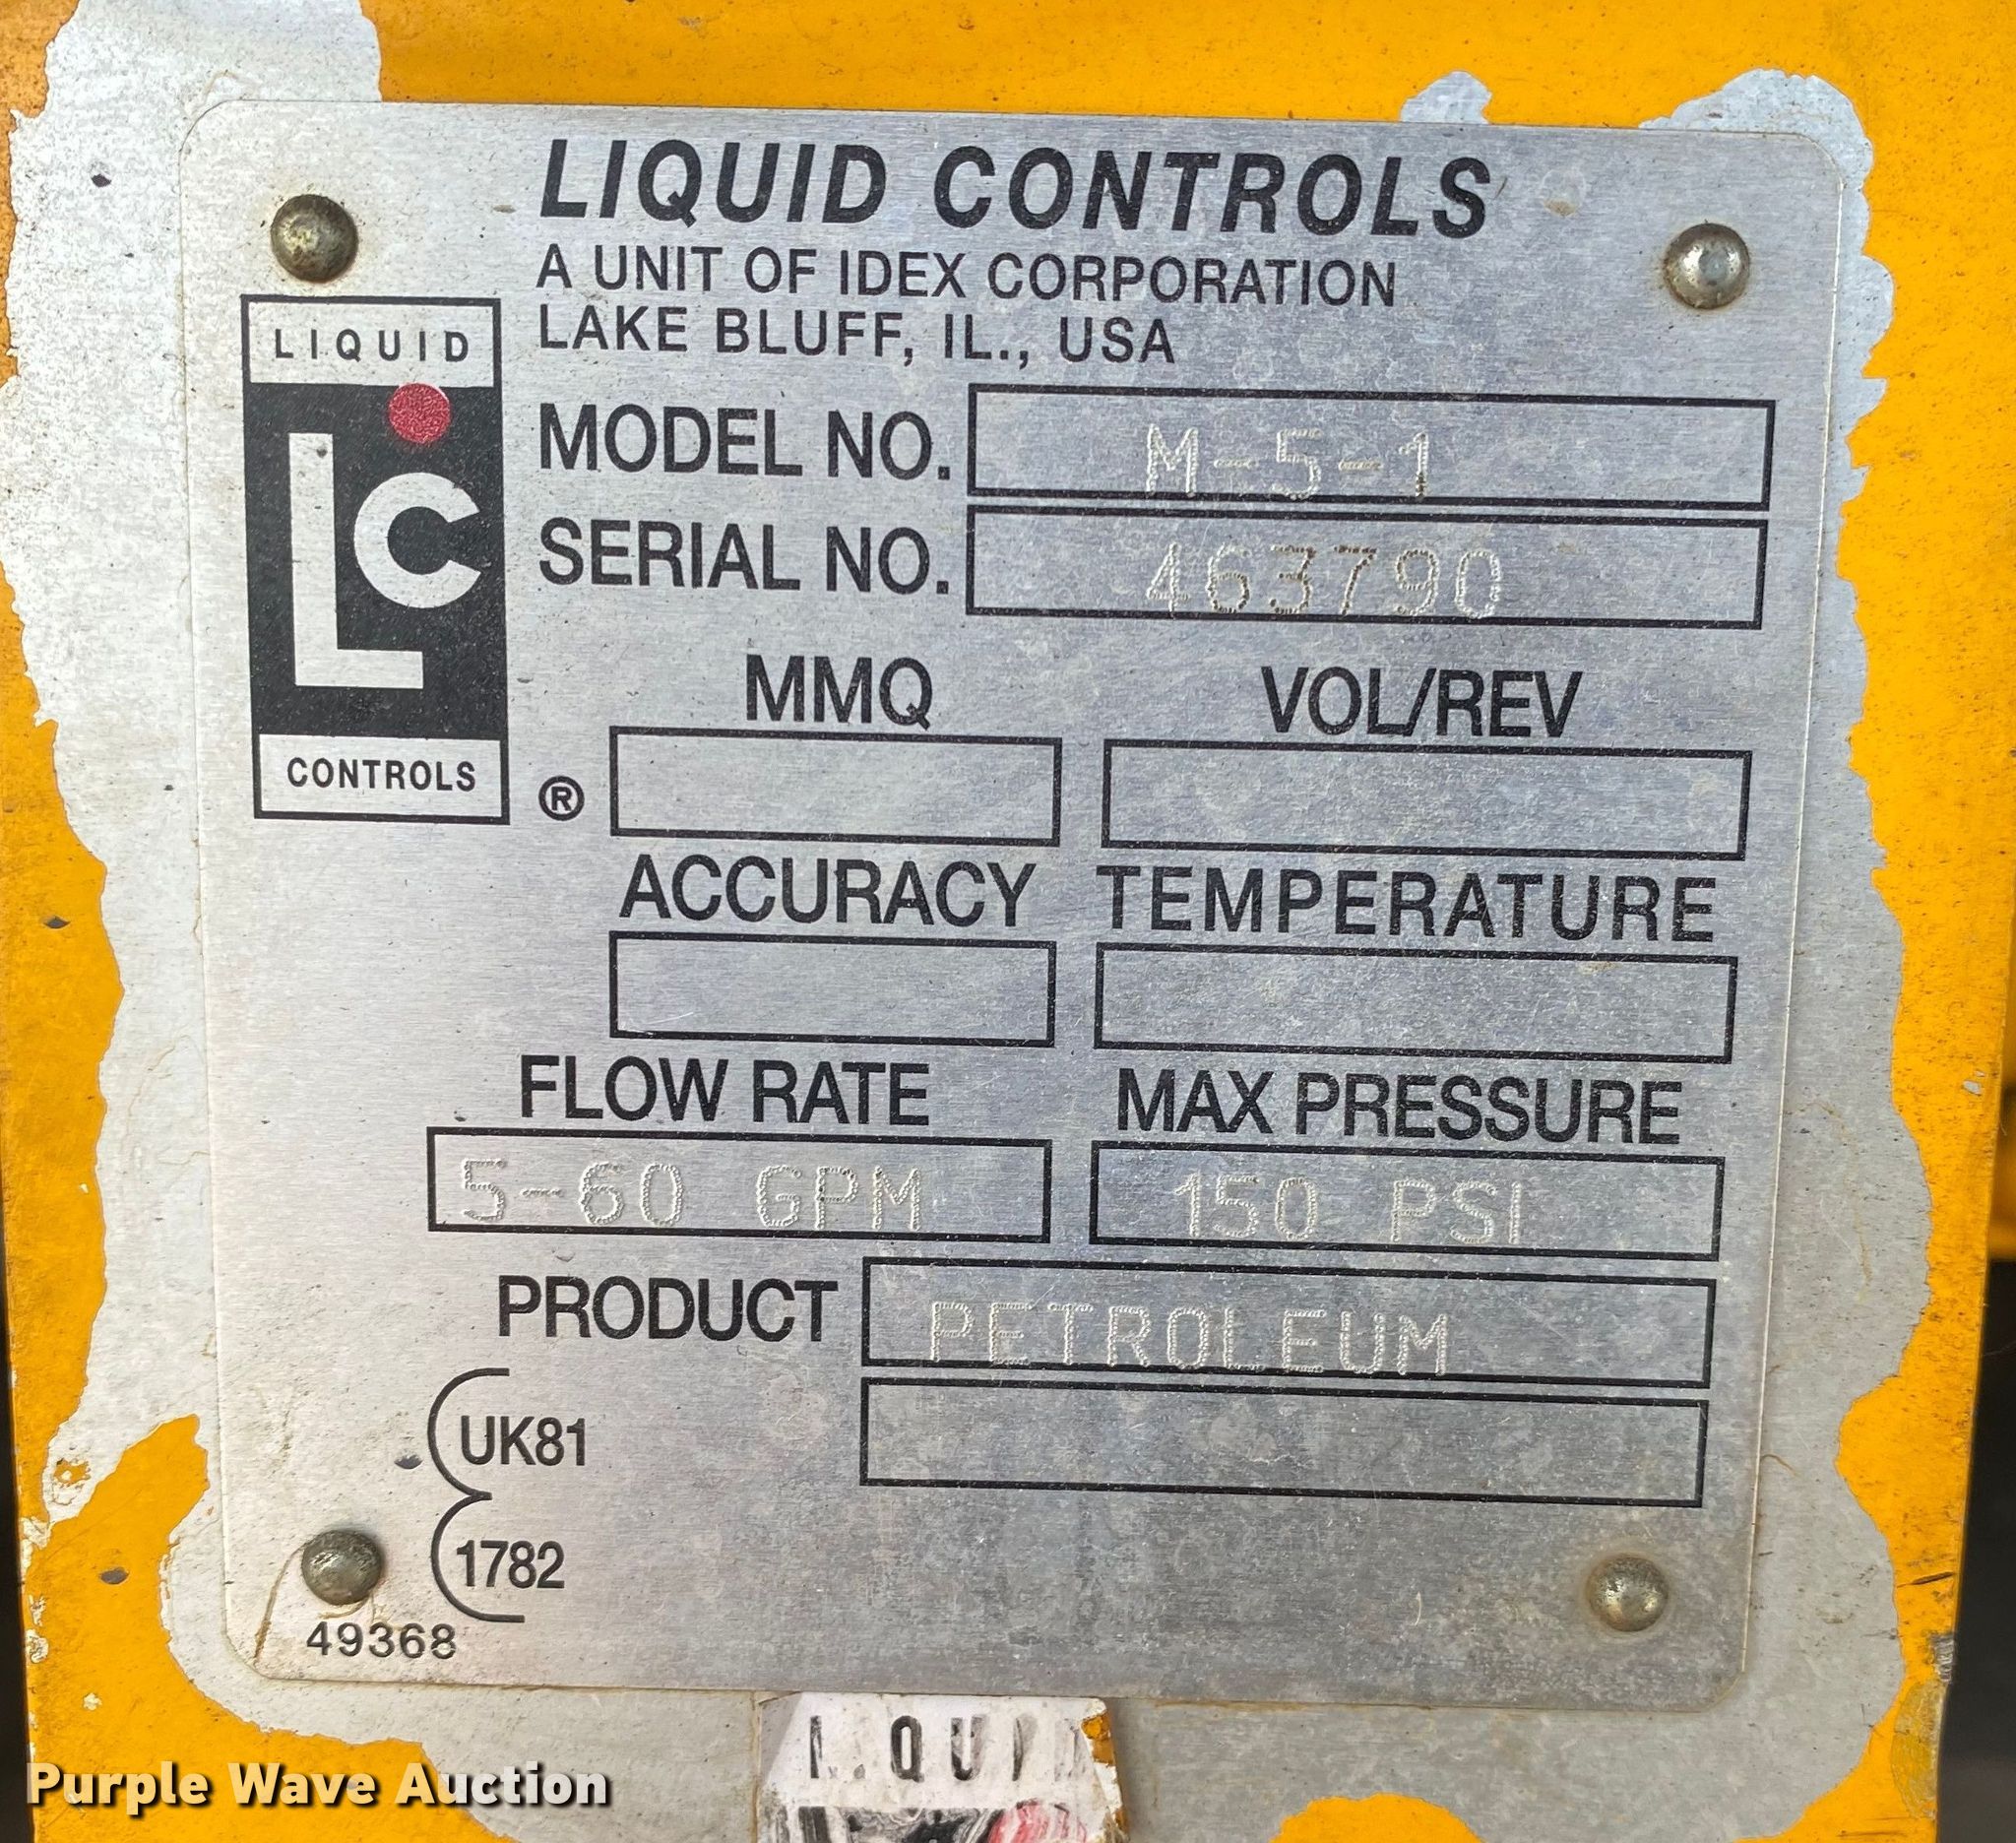 LIQUID CONTROLS
A UNIT OF IDEX CORPORATION
LAKE BLUFF, IL., USA
LIQUID
LC
CONTROLS
®
MODEL NO. M-5-1
SERIAL NO. 463790
MMQ VOL/REV
ACCURACY TEMPERATURE
FLOW RATE MAX PRESSURE
5-60 GPM 150 PSI
PRODUCT PETROLEUM
UK81
1782
49368
LIQUID
Purple Wave Auction